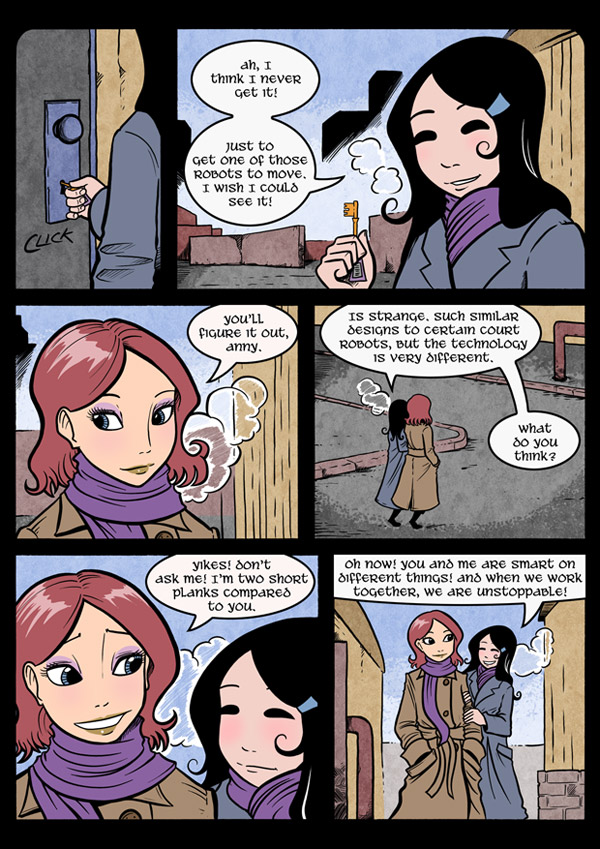 CLICK
ah, I
think I never
get it!
Just to
get one of those
robots to move.
I wish I could
see it!
you'll
figure it out,
anny.
Is strange. Such similar
designs to certain court
robots, but the technology
is very different.
what
do you
think?
yikes! don't
ask me! I'm two short
planks compared
to you.
oh now! you and me are smart on
different things! and when we work
together, we are unstoppable!